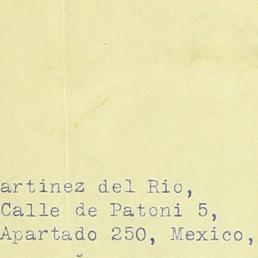 artinez del Rio,
Calle de Patoni 5,
Apartado 250, Mexico,